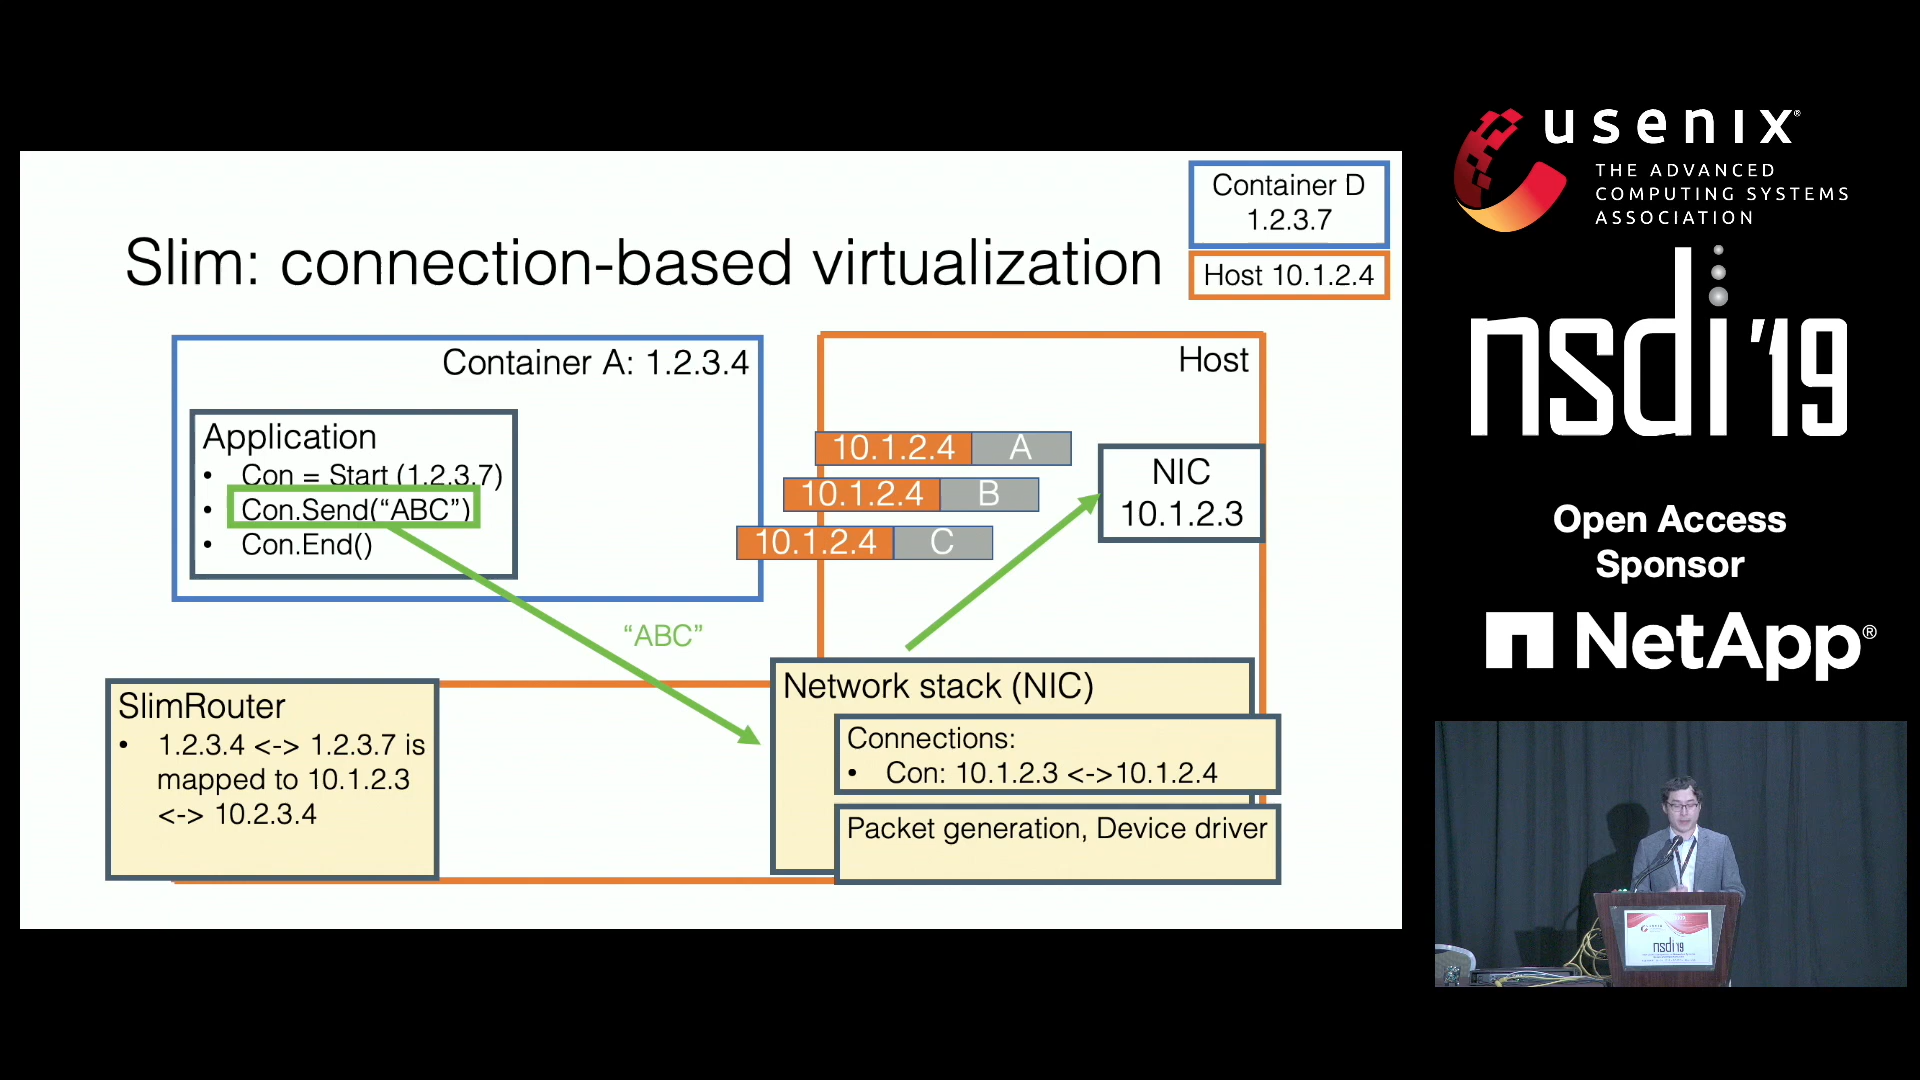 Container D
1.2.3.7
Host 10.1.2.4
Slim: connection-based virtualization
Container A: 1.2.3.4
Application
• Con = Start (1.2.3.7)
• Con.Send(“ABC”)
• Con.End()
Host
10.1.2.4 A
10.1.2.4 B
10.1.2.4 C
NIC
10.1.2.3
“ABC”
SlimRouter
• 1.2.3.4 <-> 1.2.3.7 is
mapped to 10.1.2.3
<-> 10.2.3.4
Network stack (NIC)
Connections:
• Con: 10.1.2.3 <->10.1.2.4
Packet generation, Device driver
usenix®
THE ADVANCED
COMPUTING SYSTEMS
ASSOCIATION
nsdi ’19
Open Access
Sponsor
NetApp®
nsdi’19